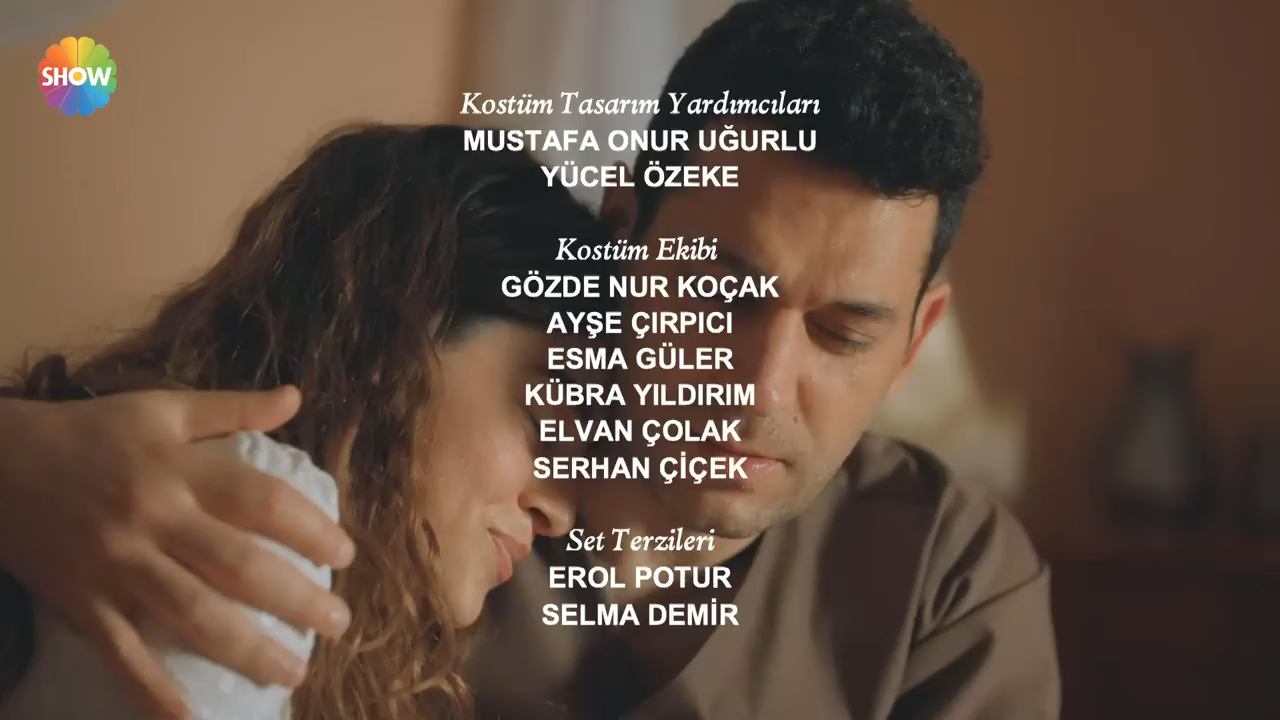 SHOW
Kostüm Tasarım Yardımcıları
MUSTAFA ONUR UĞURLU
YÜCEL ÖZEKE
Kostüm Ekibi
GÖZDE NUR KOÇAK
AYŞE ÇIRPICI
ESMA GÜLER
KÜBRA YILDIRIM
ELVAN ÇOLAK
SERHAN ÇİÇEK
Set Terzileri
EROL POTUR
SELMA DEMİR